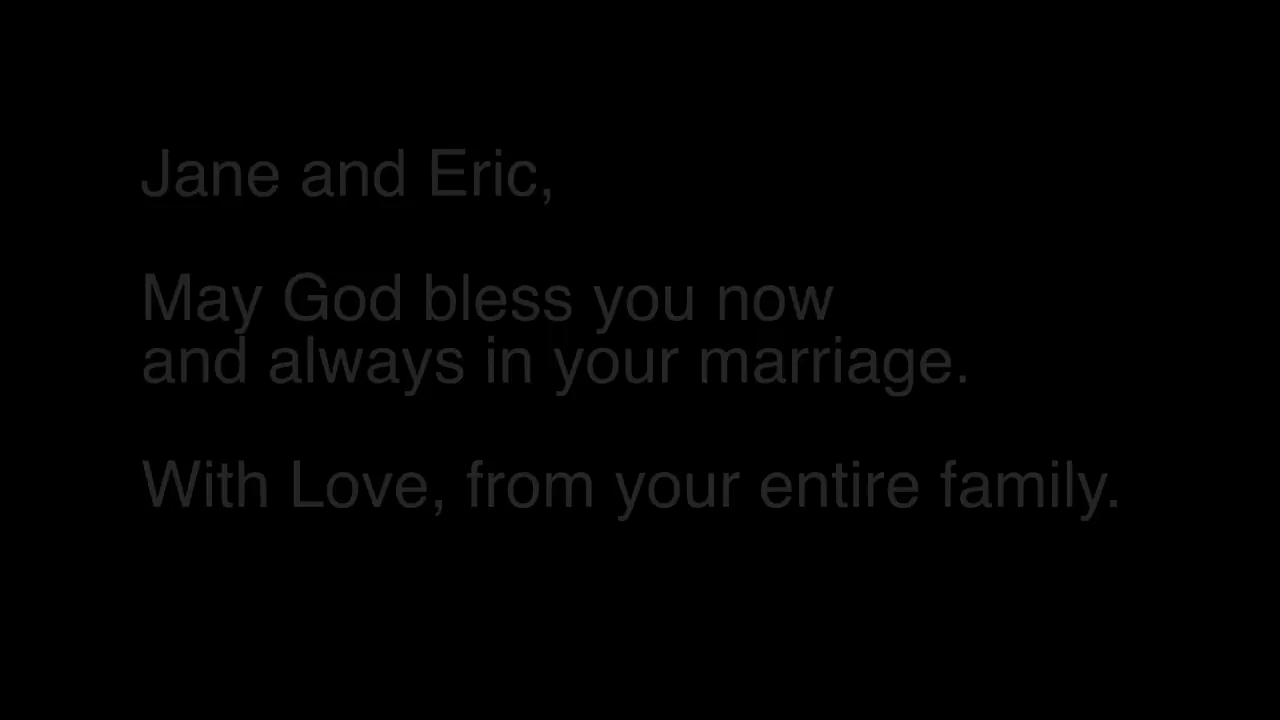 Jane and Eric,
May God bless you now
and always in your marriage.
With Love, from your entire family.